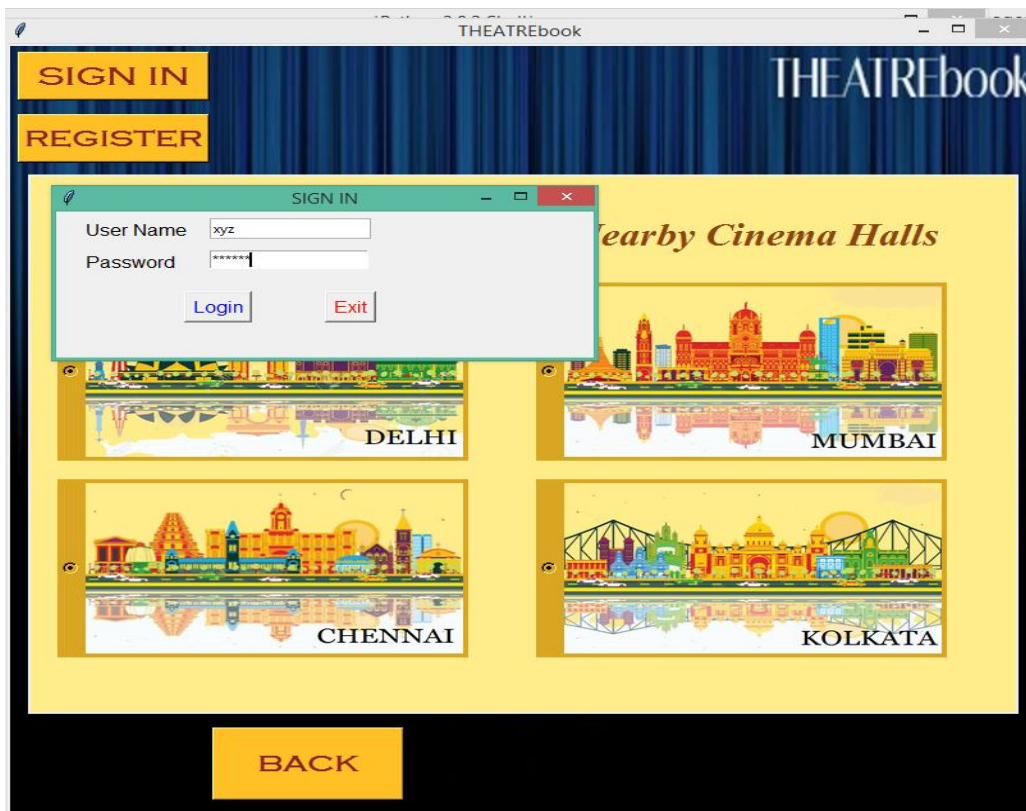 THEATREbook
SIGN IN
REGISTER
THEATREbook
SIGN IN
User Name xyz
Password ******
Login Exit
Cinema Halls
DELHI
MUMBAI
CHENNAI
KOLKATA
BACK